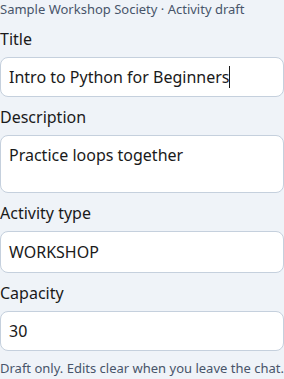 Sample Workshop Society · Activity draft
Title
Intro to Python for Beginners
Description
Practice loops together
Activity type
WORKSHOP
Capacity
30
Draft only. Edits clear when you leave the chat.